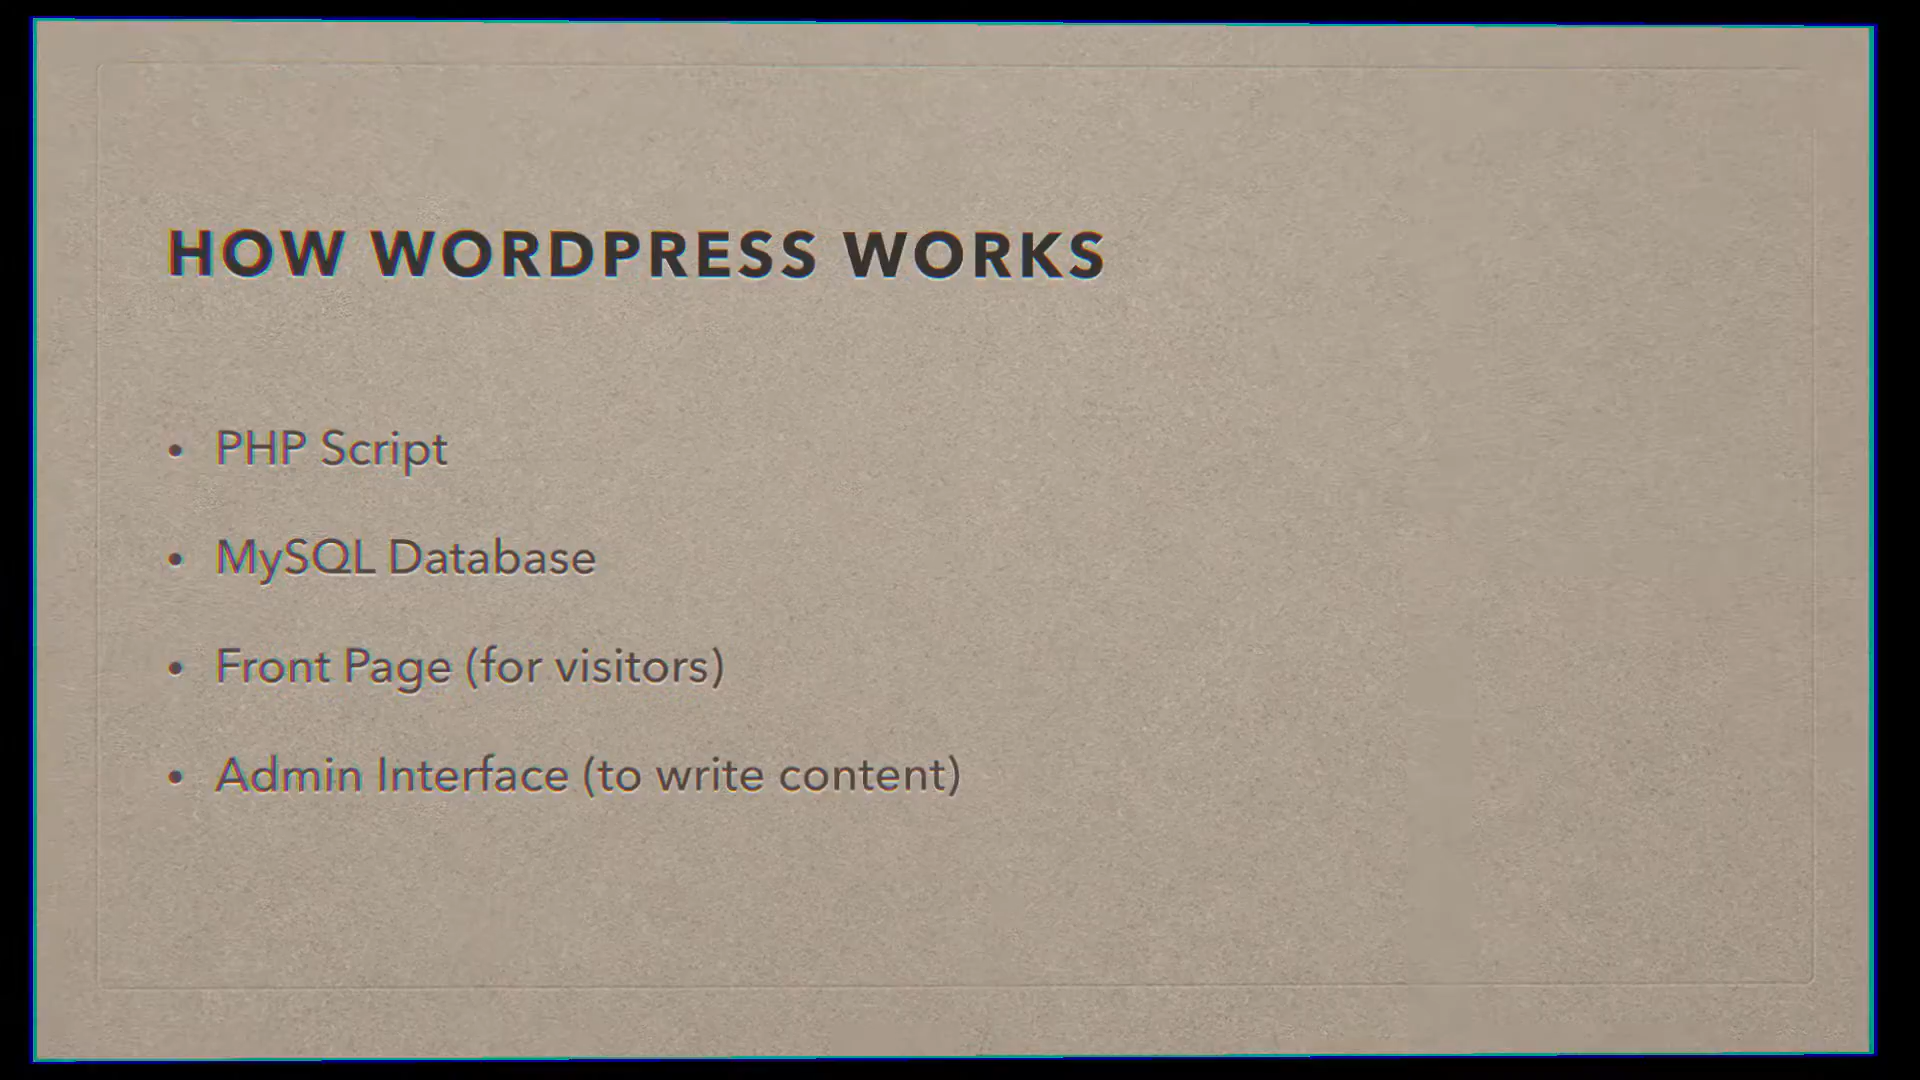 HOW WORDPRESS WORKS
• PHP Script
• MySQL Database
• Front Page (for visitors)
• Admin Interface (to write content)